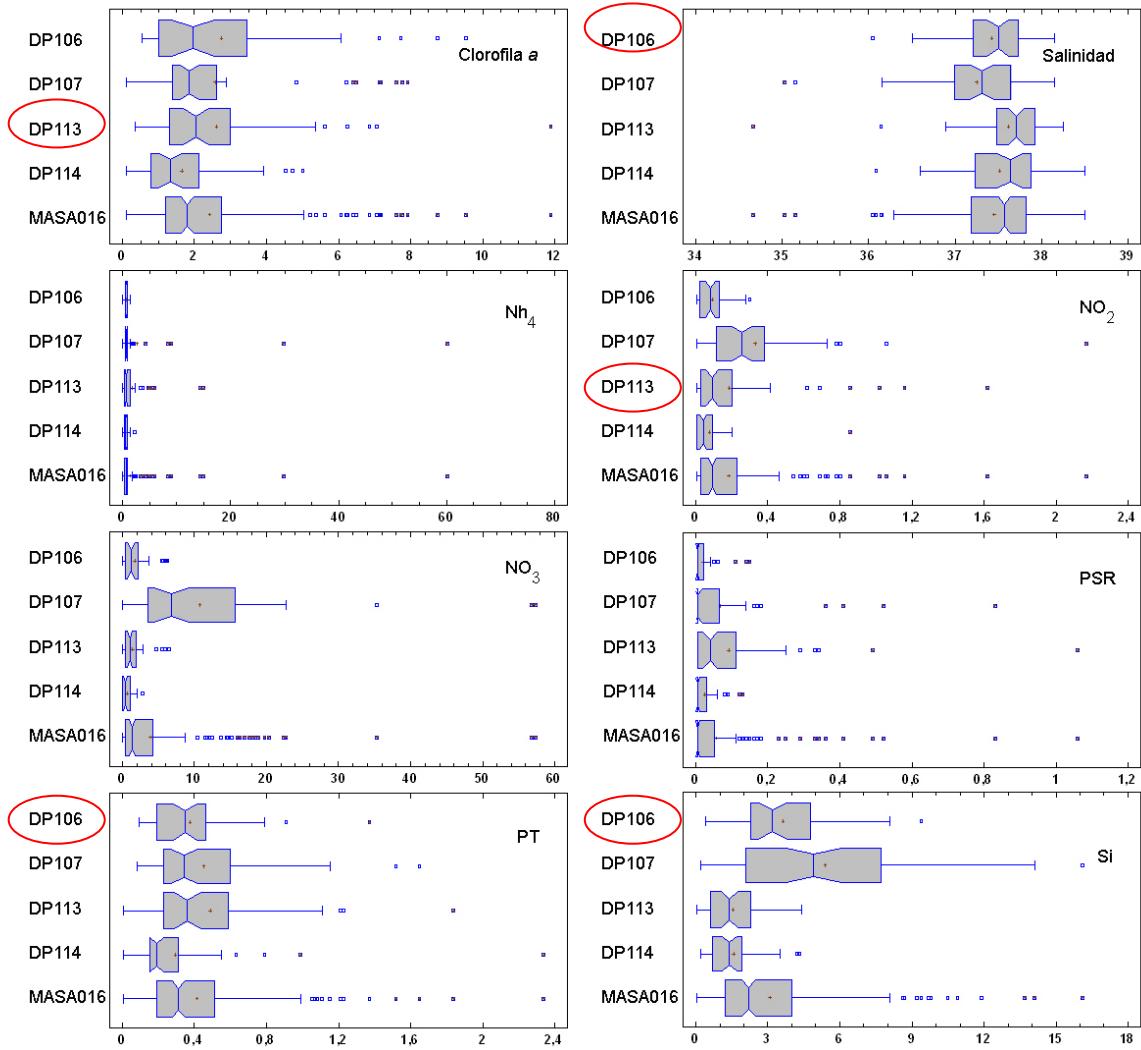 DP106
DP107
DP113
DP114
MASA016
Clorofila a
0 2 4 6 8 10 12
DP106
DP107
DP113
DP114
MASA016
Salinidad
34 35 36 37 38 39
DP106
DP107
DP113
DP114
MASA016
Nh4
0 20 40 60 80
DP106
DP107
DP113
DP114
MASA016
NO2
0 0,4 0,8 1,2 1,6 2 2,4
DP106
DP107
DP113
DP114
MASA016
NO3
0 10 20 30 40 50 60
DP106
DP107
DP113
DP114
MASA016
PSR
0 0,2 0,4 0,6 0,8 1 1,2
DP106
DP107
DP113
DP114
MASA016
PT
0 0,4 0,8 1,2 1,6 2 2,4
DP106
DP107
DP113
DP114
MASA016
Si
0 3 6 9 12 15 18